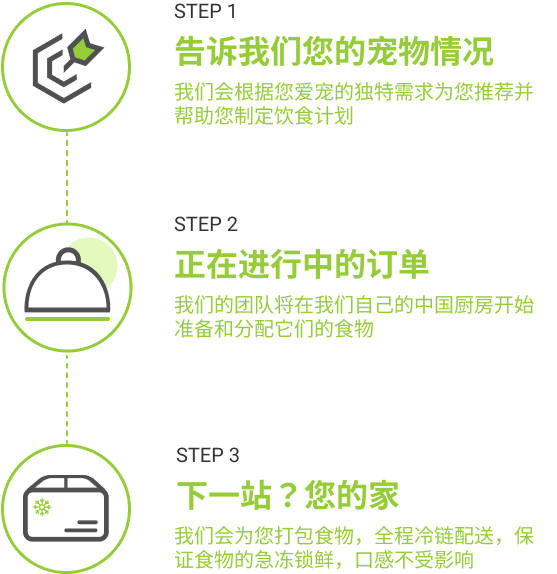 STEP 1
告诉我们您的宠物情况
我们会根据您爱宠的独特需求为您推荐并
帮助您制定饮食计划
STEP 2
正在进行中的订单
我们的团队将在我们自己的中国厨房开始
准备和分配它们的食物
STEP 3
下一站？您的家
我们会为您打包食物，全程冷链配送，保
证食物的急冻锁鲜，口感不受影响